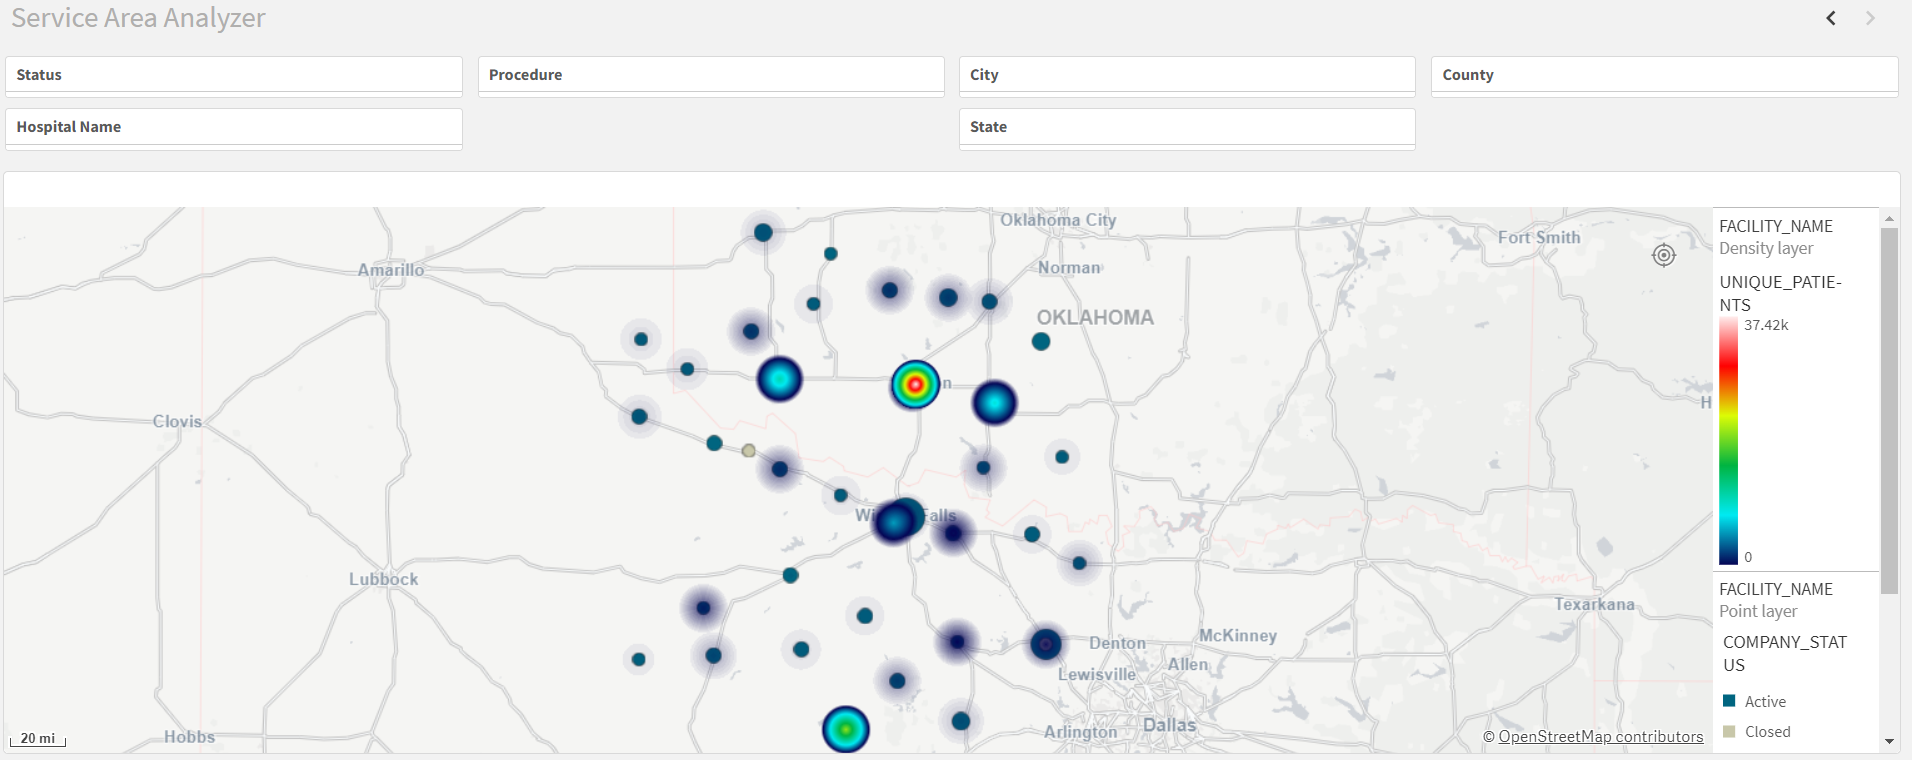 Service Area Analyzer
Status
Procedure
City
County
Hospital Name
State
Oklahoma City
Fort Smith
Norman
Amarillo
OKLAHOMA
n
H
Clovis
Wi Falls
Lubbock
Texarkana
McKinney
Denton
Allen
Lewisville
Dallas
Arlington
Hobbs
20 mi
© OpenStreetMap contributors
FACILITY_NAME
Density layer
UNIQUE_PATIE-
NTS
37.42k
0
FACILITY_NAME
Point layer
COMPANY_STAT
US
Active
Closed